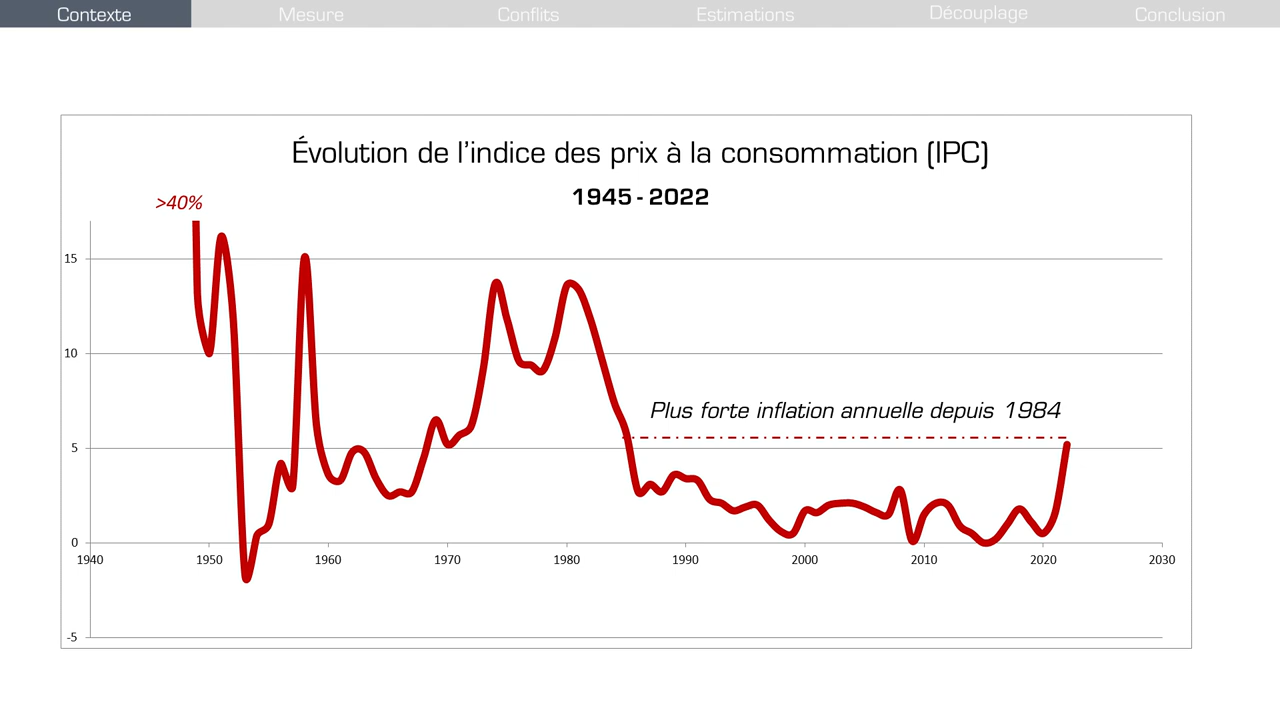 Contexte Mesure Conflits Estimations Découplage Conclusion
Évolution de l'indice des prix à la consommation (IPC)
1945 - 2022
>40%
15
10
Plus forte inflation annuelle depuis 1984
5
0
1940 1950 1960 1970 1980 1990 2000 2010 2020 2030
-5